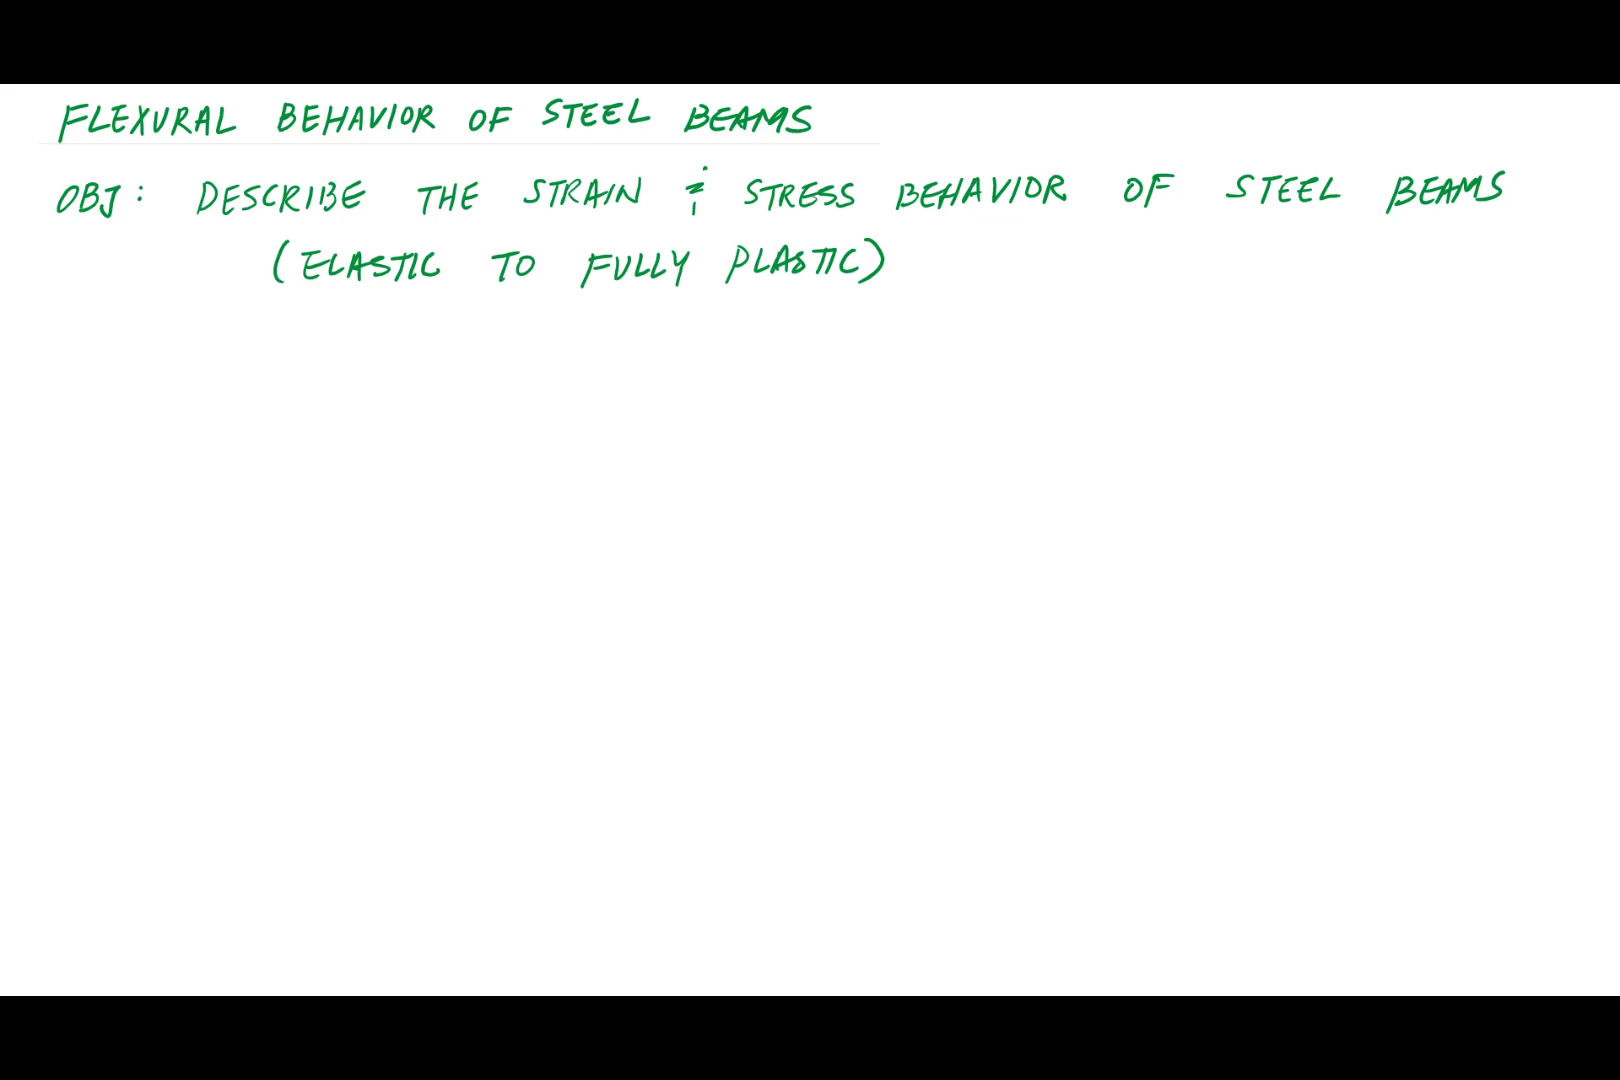 FLEXURAL BEHAVIOR OF STEEL BEAMS
OBJ: DESCRIBE THE STRAIN & STRESS BEHAVIOR OF STEEL BEAMS
(ELASTIC TO FULLY PLASTIC)